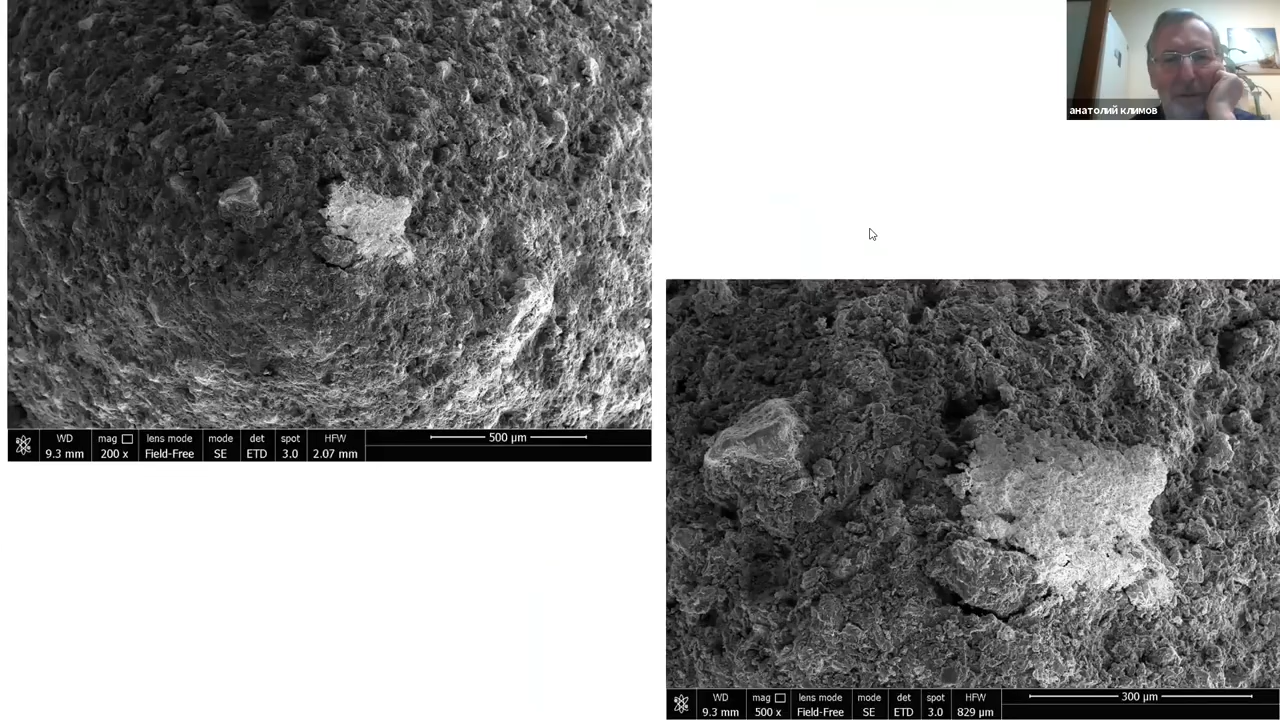 анатолий климов
WD mag lens mode mode det spot HFW 500 µm
9.3 mm 200 x Field-Free SE ETD 3.0 2.07 mm
WD mag lens mode mode det spot HFW 300 µm
9.3 mm 500 x Field-Free SE ETD 3.0 829 µm